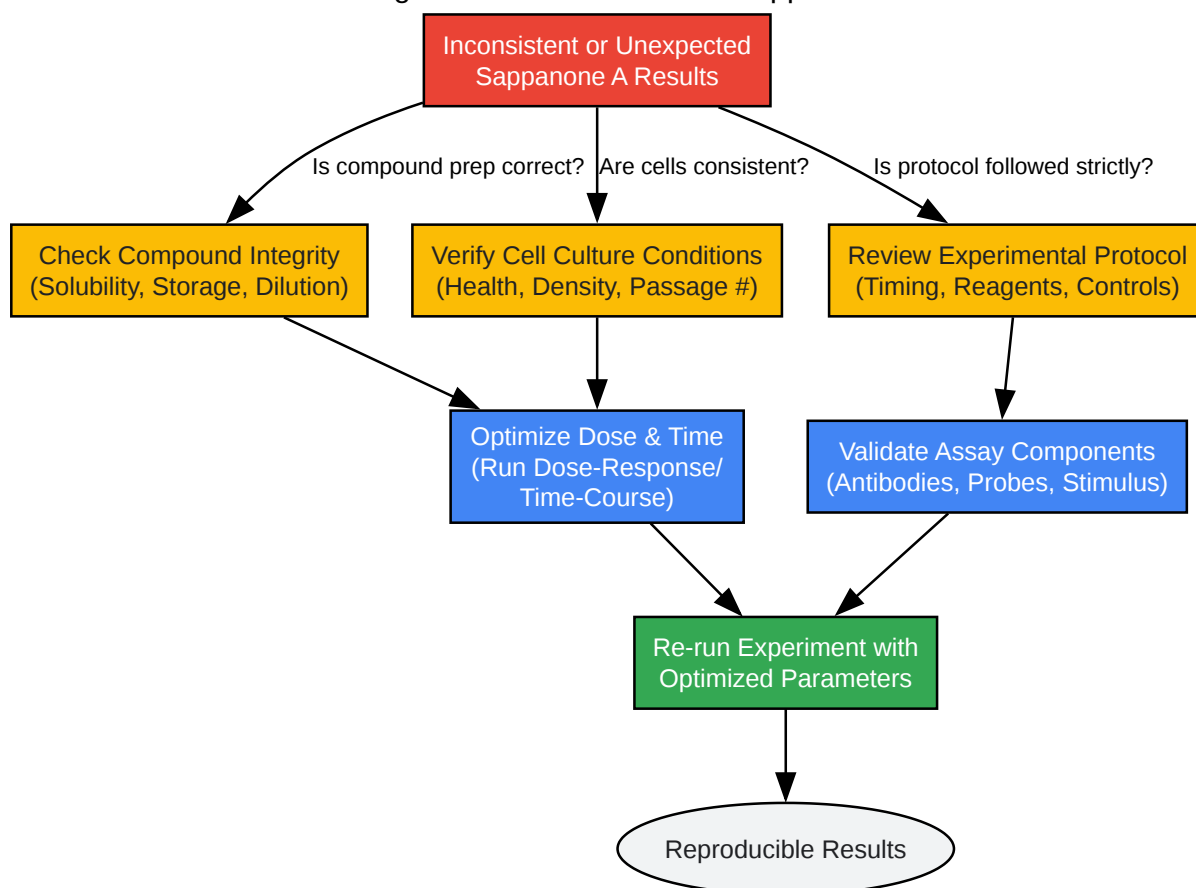 Inconsistent or Unexpected
Sappanone A Results
Is compound prep correct?
Are cells consistent?
Is protocol followed strictly?
Check Compound Integrity
(Solubility, Storage, Dilution)
Verify Cell Culture Conditions
(Health, Density, Passage #)
Review Experimental Protocol
(Timing, Reagents, Controls)
Optimize Dose & Time
(Run Dose-Response/
Time-Course)
Validate Assay Components
(Antibodies, Probes, Stimulus)
Re-run Experiment with
Optimized Parameters
Reproducible Results